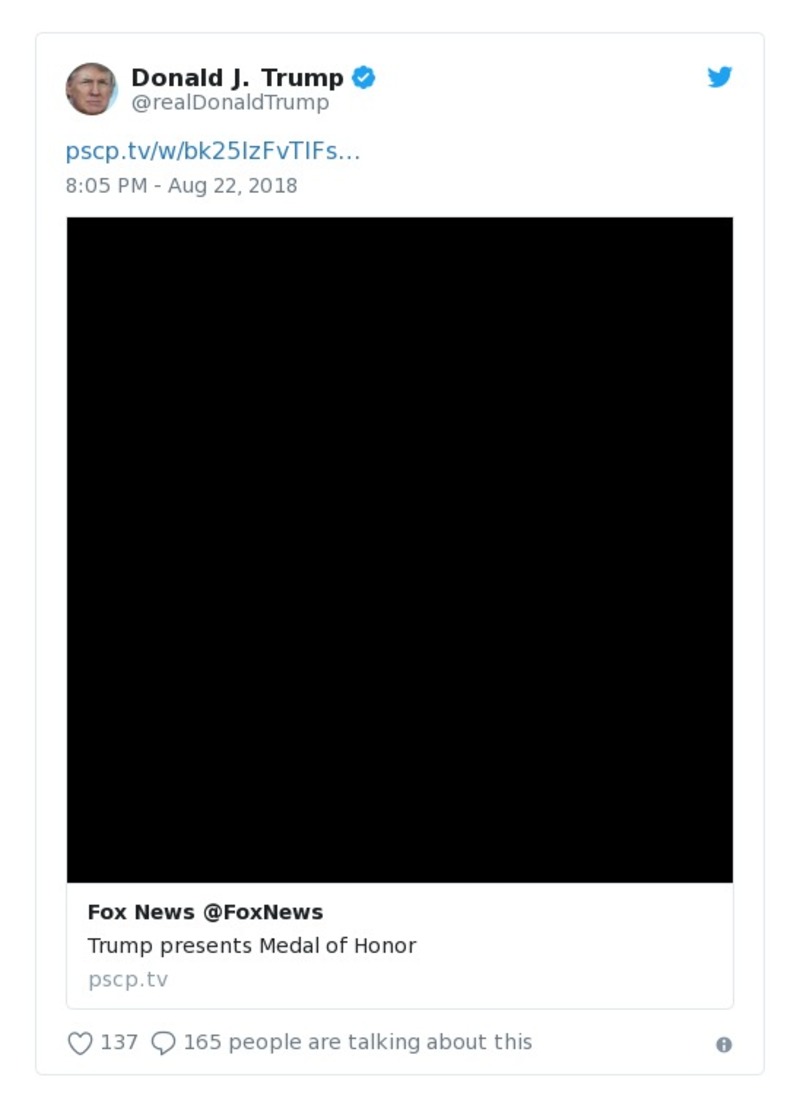 Donald J. Trump
@realDonaldTrump
pscp.tv/w/bk25IzFvTlFs…
8:05 PM - Aug 22, 2018
Fox News @FoxNews
Trump presents Medal of Honor
pscp.tv
137 165 people are talking about this